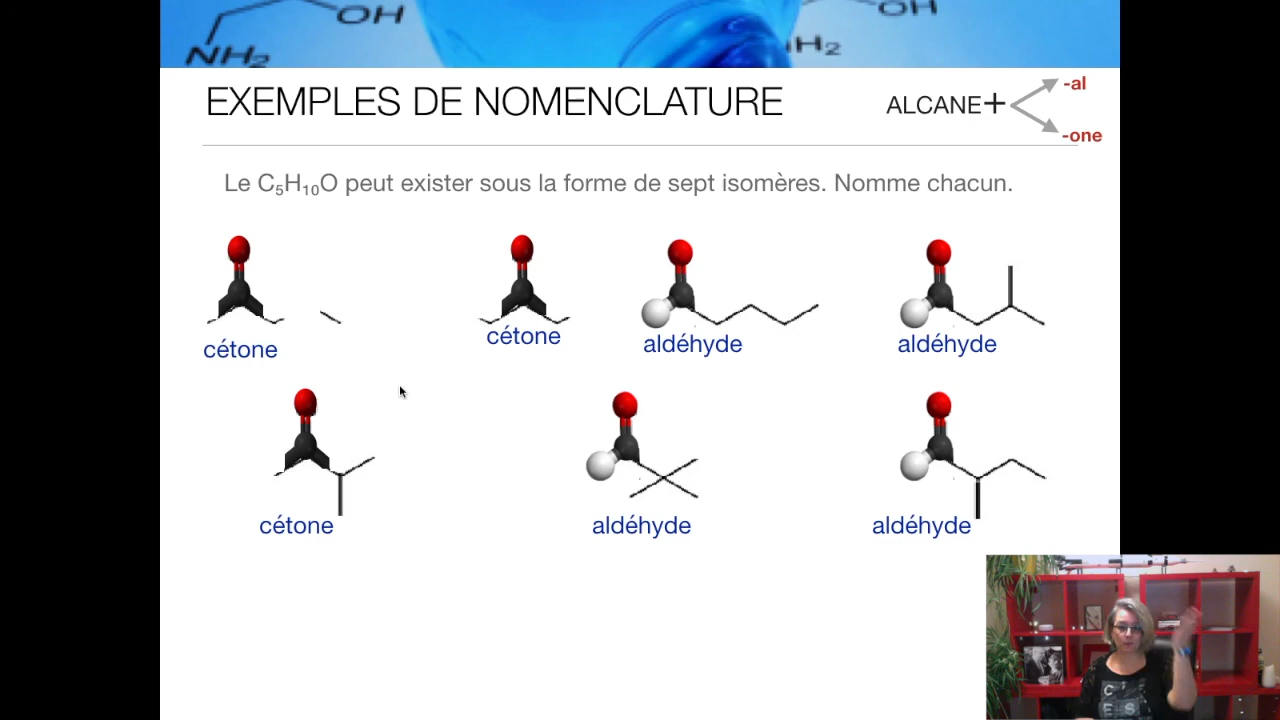 OH
OH
NH₂
H₂
EXEMPLES DE NOMENCLATURE
ALCANE+
-al
-one
Le C₅H₁₀O peut exister sous la forme de sept isomères. Nomme chacun.
cétone
cétone
aldéhyde
aldéhyde
cétone
aldéhyde
aldéhyde